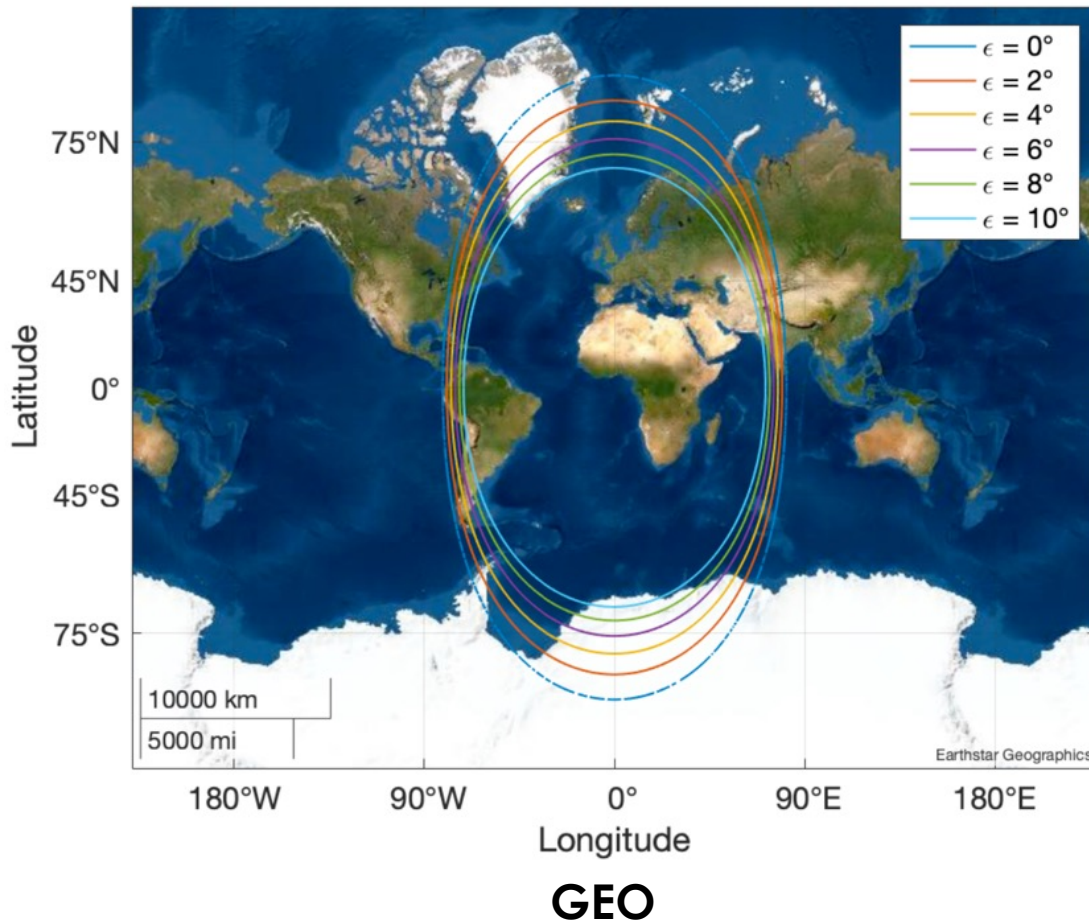 ϵ = 0°
ϵ = 2°
ϵ = 4°
ϵ = 6°
ϵ = 8°
ϵ = 10°
75°N
45°N
0°
45°S
75°S
Latitude
10000 km
5000 mi
Earthstar Geographics
180°W 90°W 0° 90°E 180°E
Longitude
GEO